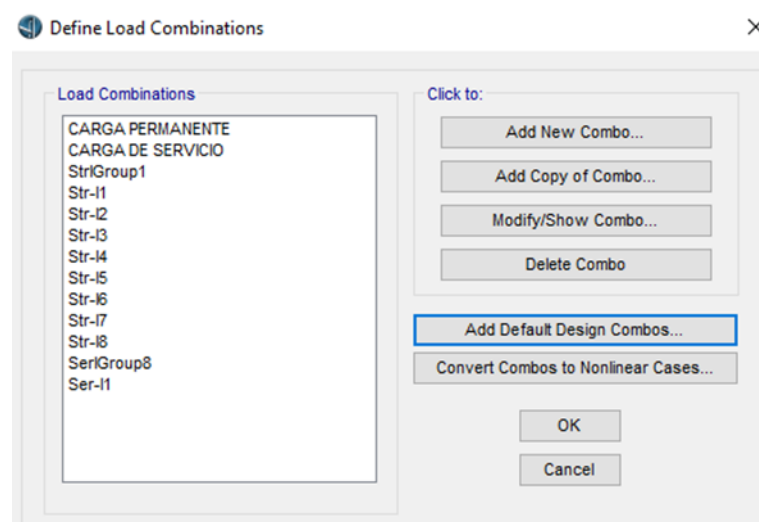 Define Load Combinations
Load Combinations
CARGA PERMANENTE
CARGA DE SERVICIO
StrIGroup1
Str-I1
Str-I2
Str-I3
Str-I4
Str-I5
Str-I6
Str-I7
Str-I8
SerIGroup8
Ser-I1
Click to:
Add New Combo...
Add Copy of Combo...
Modify/Show Combo...
Delete Combo
Add Default Design Combos...
Convert Combos to Nonlinear Cases...
OK
Cancel